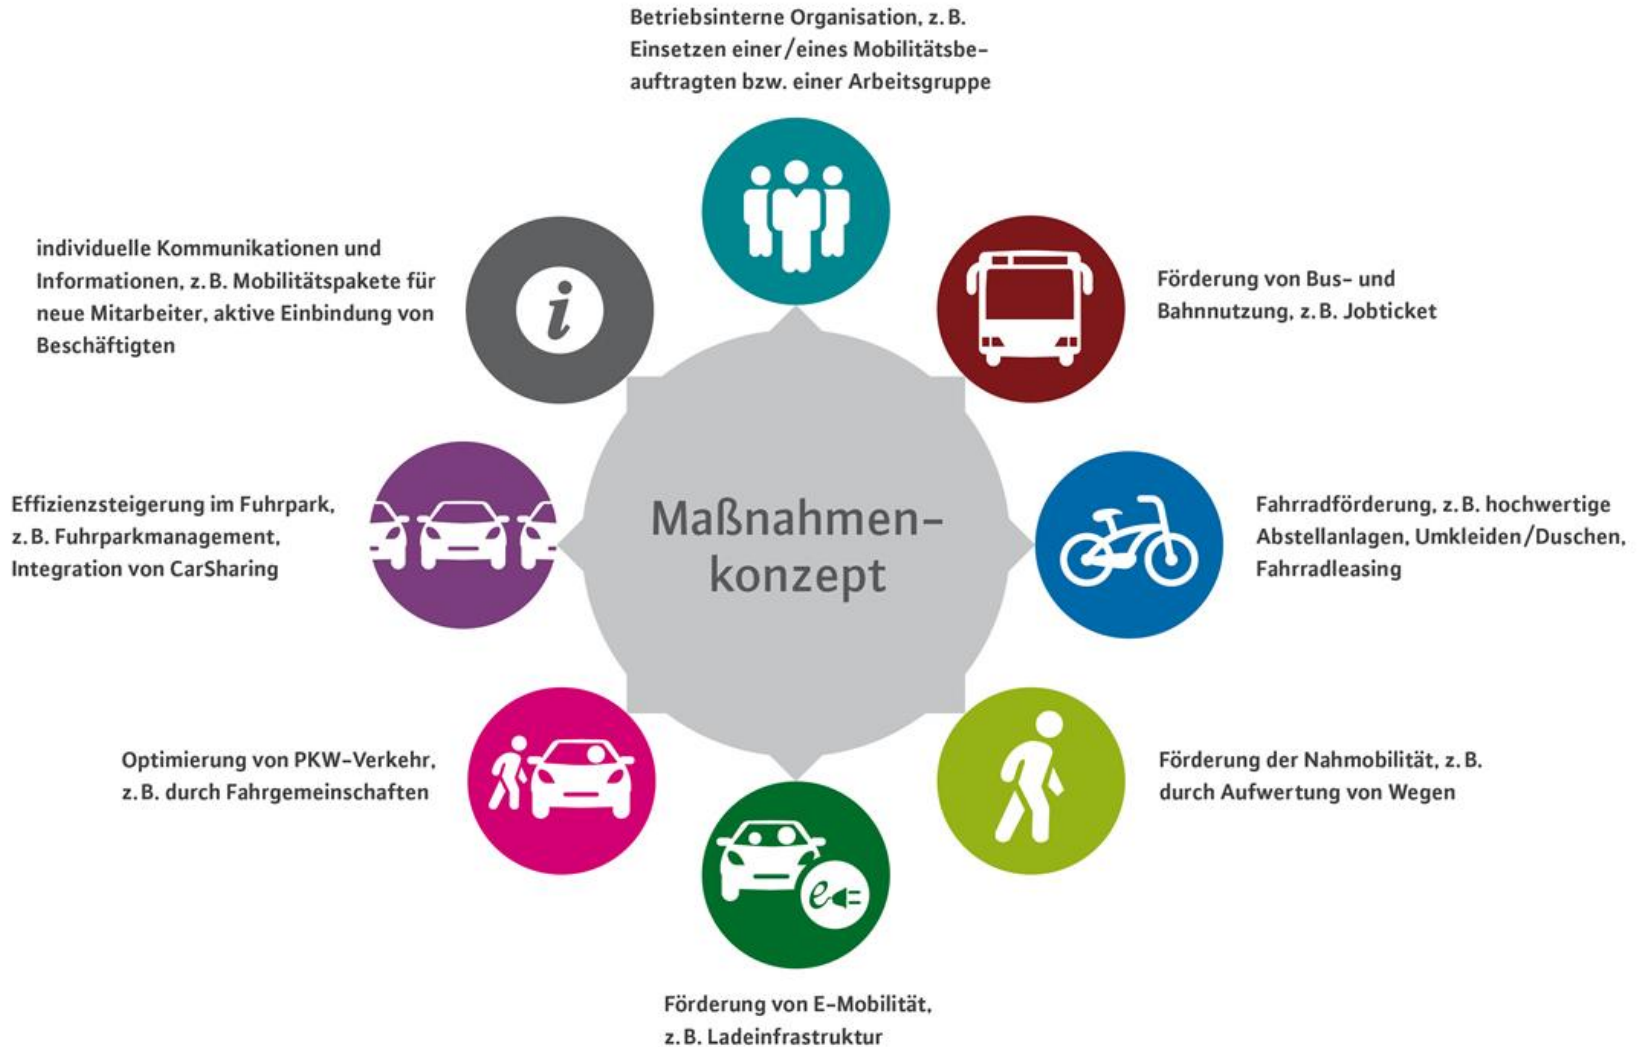 Betriebsinterne Organisation, z. B.
Einsetzen einer/eines Mobilitätsbe-
auftragten bzw. einer Arbeitsgruppe
individuelle Kommunikationen und
Informationen, z. B. Mobilitätspakete für
neue Mitarbeiter, aktive Einbindung von
Beschäftigten
i
Förderung von Bus- und
Bahnnutzung, z. B. Jobticket
Effizienzsteigerung im Fuhrpark,
z. B. Fuhrparkmanagement,
Integration von CarSharing
Maßnahmen-
konzept
Fahrradförderung, z. B. hochwertige
Abstellanlagen, Umkleiden/Duschen,
Fahrradleasing
Optimierung von PKW-Verkehr,
z. B. durch Fahrgemeinschaften
Förderung der Nahmobilität, z. B.
durch Aufwertung von Wegen
e
Förderung von E-Mobilität,
z. B. Ladeinfrastruktur